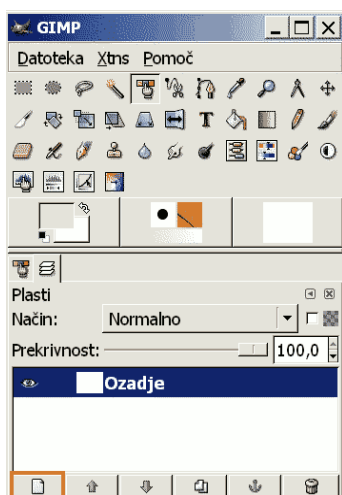 GIMP
Datoteka Xtns Pomoč
Plasti
Način: Normalno
Prekrivnost: 100,0
Ozadje